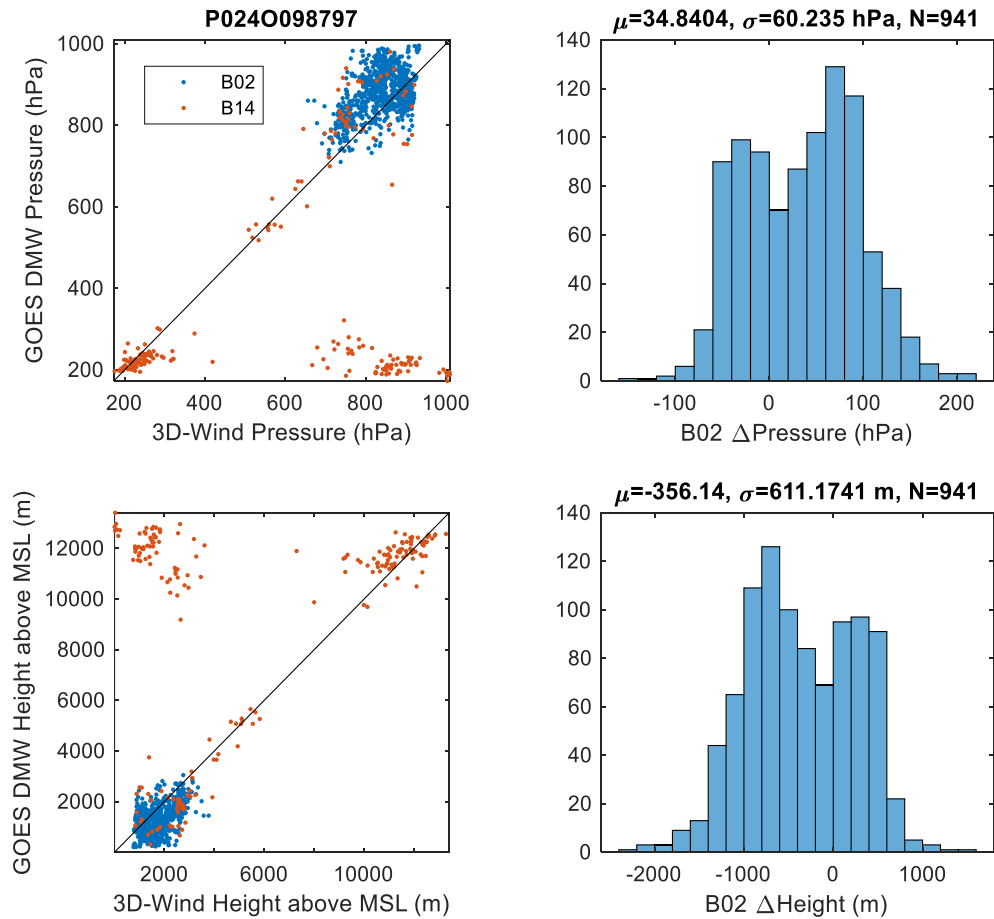 P024O098797
GOES DMW Pressure (hPa)
1000
800
600
400
200
B02
B14
200 400 600 800 1000
3D-Wind Pressure (hPa)
μ=34.8404, σ=60.235 hPa, N=941
140
120
100
80
60
40
20
0
-100 0 100 200
B02 ΔPressure (hPa)
GOES DMW Height above MSL (m)
12000
10000
8000
6000
4000
2000
2000 4000 6000 8000 10000
3D-Wind Height above MSL (m)
μ=-356.14, σ=611.1741 m, N=941
140
120
100
80
60
40
20
0
-2000 -1000 0 1000
B02 ΔHeight (m)